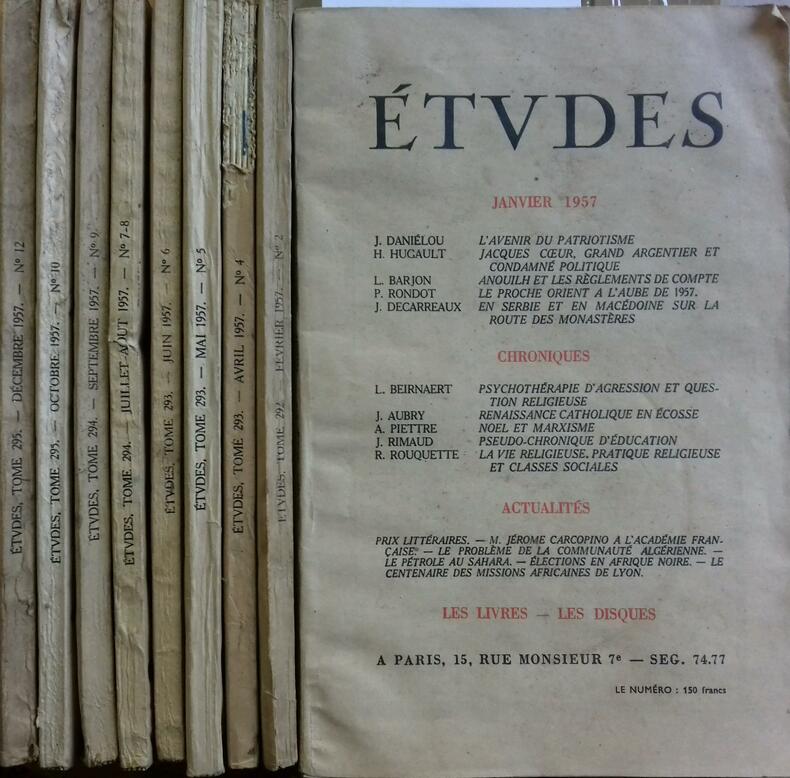 ÉTVDES, TOME 295. — DÉCEMBRE 1957. — Nº 12
ÉTVDES, TOME 295. — OCTOBRE 1957. — Nº 10
ÉTVDES, TOME 294. — SEPTEMBRE 1957. — Nº 9
ÉTVDES, TOME 294. — JUILLET-AOUT 1957. — Nº 7-8
ÉTVDES, TOME 293. — JUIN 1957. — Nº 6
ÉTVDES, TOME 293. — MAI 1957. — Nº 5
ÉTVDES, TOME 293. — AVRIL 1957. — Nº 4
ETVDES, TOME 292. — FEVRIER 1957. — Nº 2
ÉTVDES
JANVIER 1957
J. DANIÉLOU L'AVENIR DU PATRIOTISME
H. HUGAULT JACQUES CŒUR, GRAND ARGENTIER ET
CONDAMNÉ POLITIQUE
L. BARJON ANOUILH ET LES RÈGLEMENTS DE COMPTE
P. RONDOT LE PROCHE ORIENT A L'AUBE DE 1957.
J. DECARREAUX EN SERBIE ET EN MACÉDOINE SUR LA
ROUTE DES MONASTÈRES
CHRONIQUES
L. BEIRNAERT PSYCHOTHÉRAPIE D'AGRESSION ET QUES-
TION RELIGIEUSE
J. AUBRY RENAISSANCE CATHOLIQUE EN ÉCOSSE
A. PIETTRE NOEL ET MARXISME
J. RIMAUD PSEUDO-CHRONIQUE D'ÉDUCATION
R. ROUQUETTE LA VIE RELIGIEUSE. PRATIQUE RELIGIEUSE
ET CLASSES SOCIALES
ACTUALITÉS
PRIX LITTÉRAIRES. — M. JÉROME CARCOPINO A L'ACADÉMIE FRAN-
ÇAISE. — LE PROBLÈME DE LA COMMUNAUTÉ ALGÉRIENNE. —
LE PÉTROLE AU SAHARA. — ÉLECTIONS EN AFRIQUE NOIRE. — LE
CENTENAIRE DES MISSIONS AFRICAINES DE LYON.
LES LIVRES — LES DISQUES
A PARIS, 15, RUE MONSIEUR 7e — SEG. 74.77
LE NUMÉRO : 150 francs